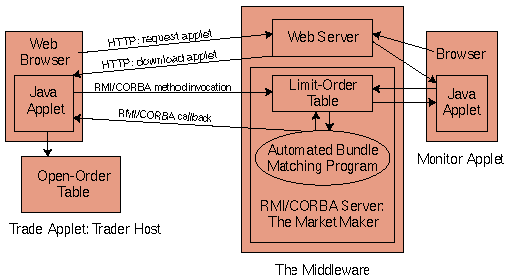 Web
Browser
Java
Applet
Open-Order
Table
Trade Applet: Trader Host
HTTP: request applet
HTTP: download applet
RMI/CORBA method invocation
RMI/CORBA callback
Web Server
Limit-Order
Table
Automated Bundle
Matching Program
RMI/CORBA Server:
The Market Maker
The Middleware
Browser
Java
Applet
Monitor Applet